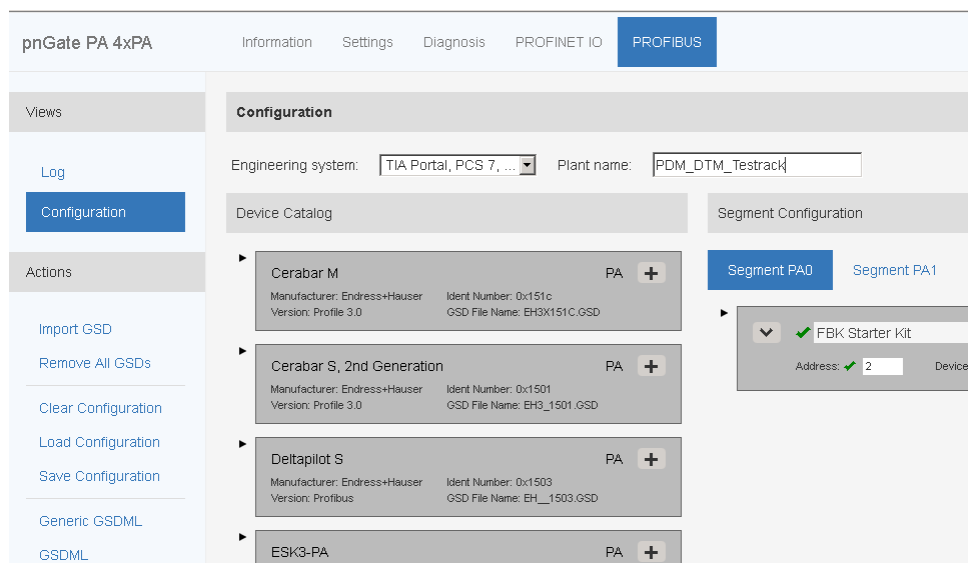 pnGate PA 4xPA
Information Settings Diagnosis PROFINET IO PROFIBUS
Views
Log
Configuration
Actions
Import GSD
Remove All GSDs
Clear Configuration
Load Configuration
Save Configuration
Generic GSDML
GSDML
Configuration
Engineering system: TIA Portal, PCS 7, ... Plant name: PDM_DTM_Testrack
Device Catalog
Cerabar M PA
Manufacturer: Endress+Hauser Ident Number: 0x151c
Version: Profile 3.0 GSD File Name: EH3X151C.GSD
Cerabar S, 2nd Generation PA
Manufacturer: Endress+Hauser Ident Number: 0x1501
Version: Profile 3.0 GSD File Name: EH3_1501.GSD
Deltapilot S PA
Manufacturer: Endress+Hauser Ident Number: 0x1503
Version: Profibus GSD File Name: EH__1503.GSD
ESK3-PA PA
Segment Configuration
Segment PA0 Segment PA1
FBK Starter Kit
Address: 2 Device